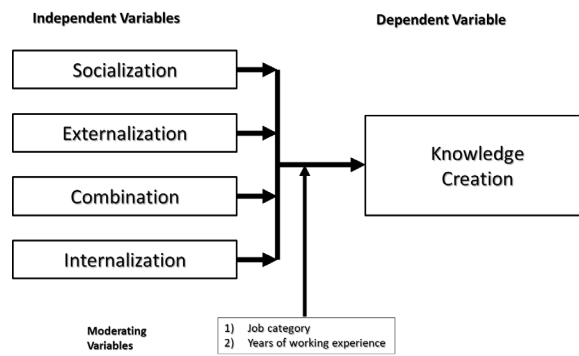 Independent Variables
Dependent Variable
Socialization
Externalization
Combination
Internalization
Knowledge
Creation
Moderating
Variables
1) Job category
2) Years of working experience